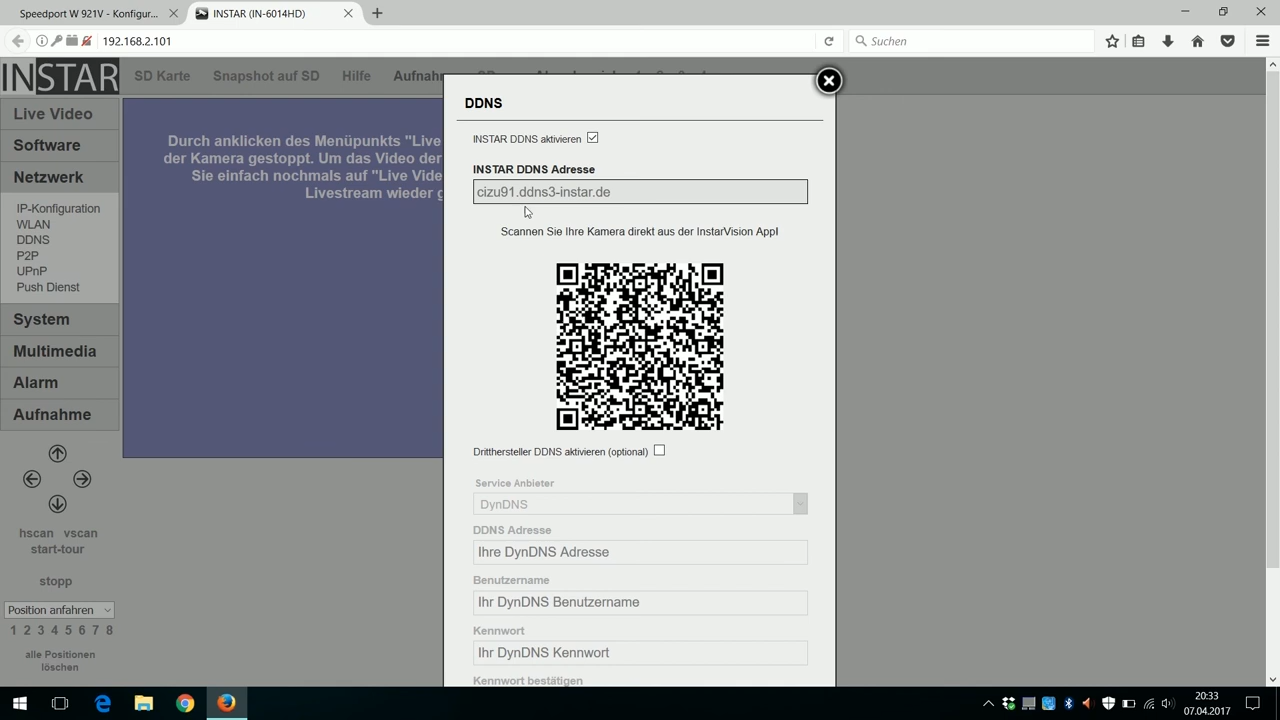 Speedport W 921V - Konfigur...
INSTAR (IN-6014HD)
192.168.2.101
Suchen
INSTAR
SD Karte
Snapshot auf SD
Hilfe
Live Video
Software
Netzwerk
IP-Konfiguration
WLAN
DDNS
P2P
UPnP
Push Dienst
System
Multimedia
Alarm
Aufnahme
hscan vscan
start-tour
stopp
Position anfahren
1 2 3 4 5 6 7 8
alle Positionen
löschen
Durch anklicken des Menüpunkts "Live
der Kamera gestoppt. Um das Video der
Sie einfach nochmals auf "Live Vide
Livestream wieder g
DDNS
INSTAR DDNS aktivieren
INSTAR DDNS Adresse
cizu91.ddns3-instar.de
Scannen Sie Ihre Kamera direkt aus der InstarVision App!
Dritthersteller DDNS aktivieren (optional)
Service Anbieter
DynDNS
DDNS Adresse
Ihre DynDNS Adresse
Benutzername
Ihr DynDNS Benutzername
Kennwort
Ihr DynDNS Kennwort
Kennwort bestätigen
20:33
07.04.2017